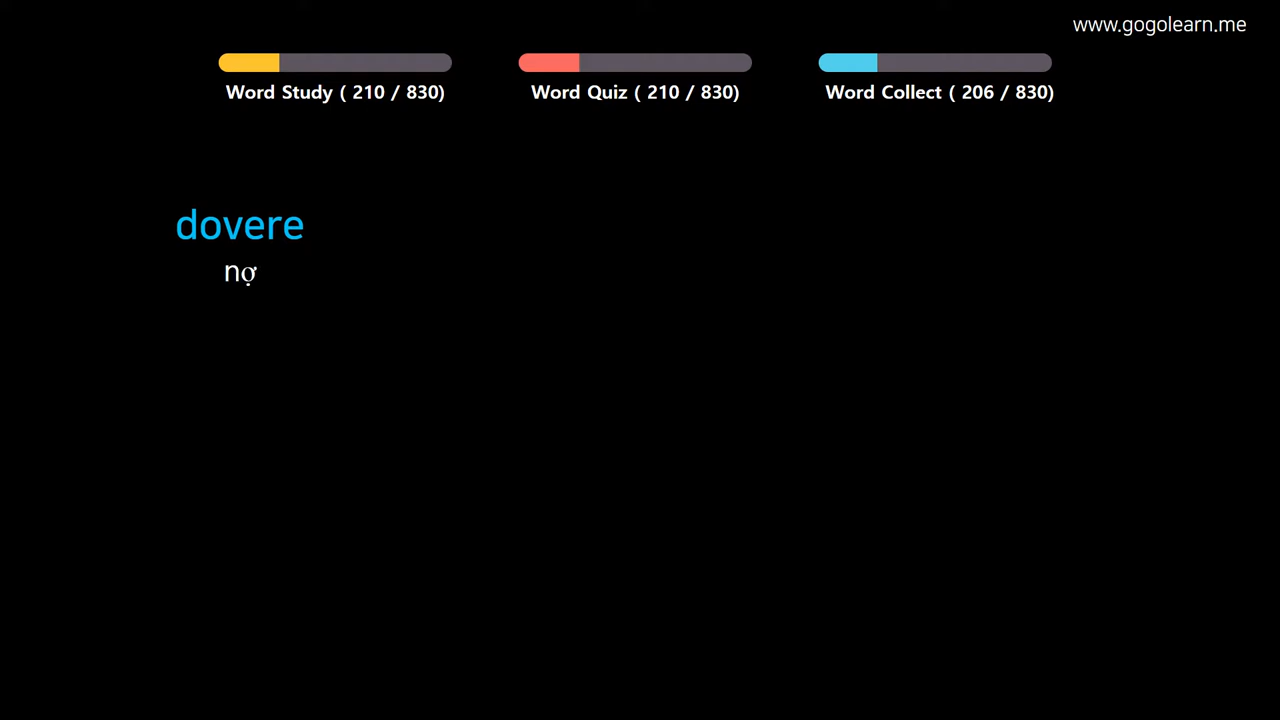 www.gogolearn.me
Word Study ( 210 / 830)
Word Quiz ( 210 / 830)
Word Collect ( 206 / 830)
dovere
nợ